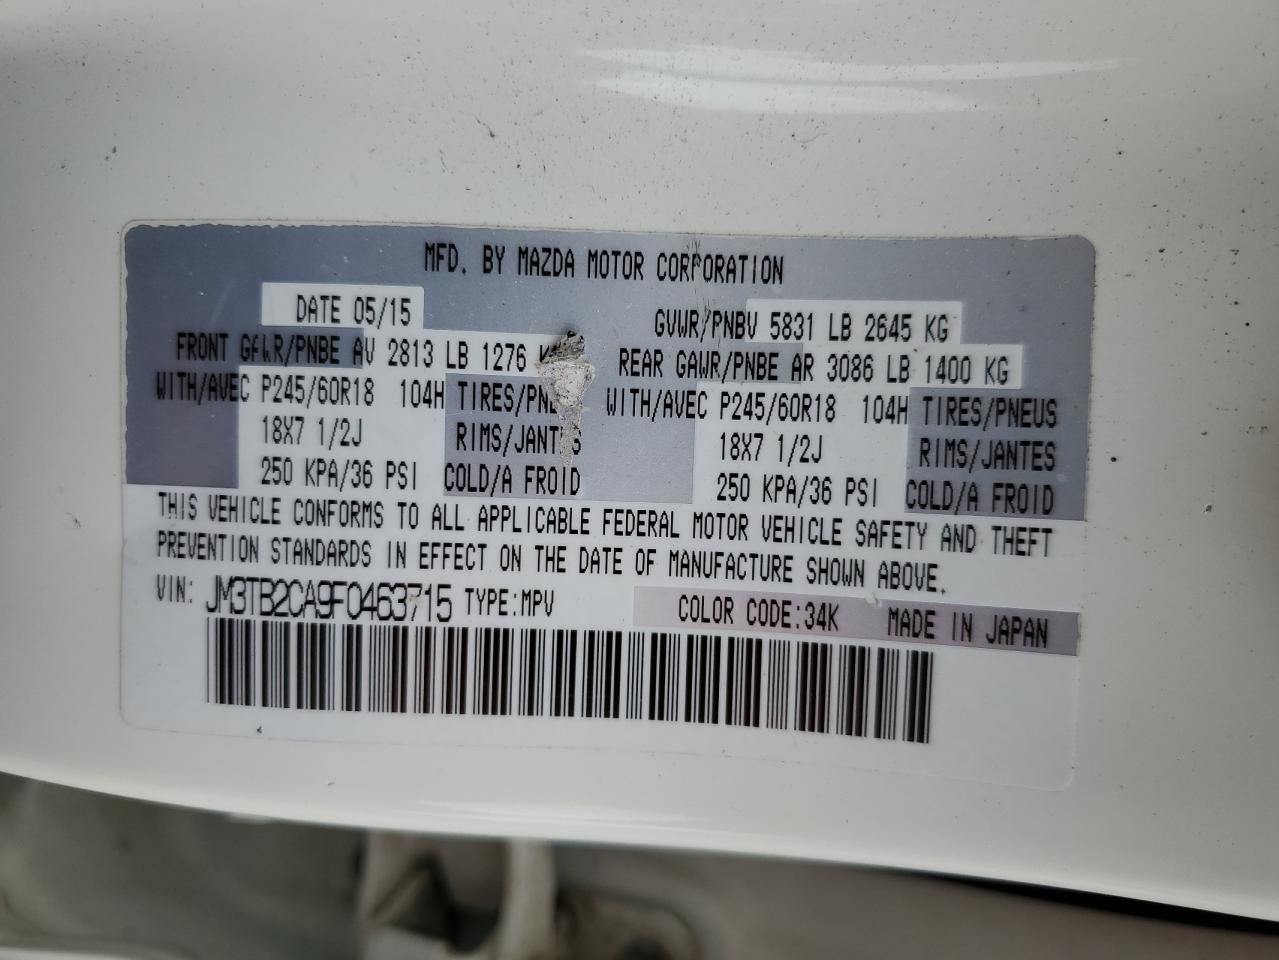 MFD. BY MAZDA MOTOR CORPORATION
DATE 05/15 GVWR/PNBV 5831 LB 2645 KG
FRONT GAWR/PNBE AV 2813 LB 1276 KG REAR GAWR/PNBE AR 3086 LB 1400 KG
WITH/AVEC P245/60R18 104H TIRES/PNEUS WITH/AVEC P245/60R18 104H TIRES/PNEUS
18X7 1/2J RIMS/JANTES 18X7 1/2J RIMS/JANTES
250 KPA/36 PSI COLD/A FROID 250 KPA/36 PSI COLD/A FROID
THIS VEHICLE CONFORMS TO ALL APPLICABLE FEDERAL MOTOR VEHICLE SAFETY AND THEFT
PREVENTION STANDARDS IN EFFECT ON THE DATE OF MANUFACTURE SHOWN ABOVE.
VIN: JM3TB2CA9F0463715 TYPE:MPV COLOR CODE:34K MADE IN JAPAN